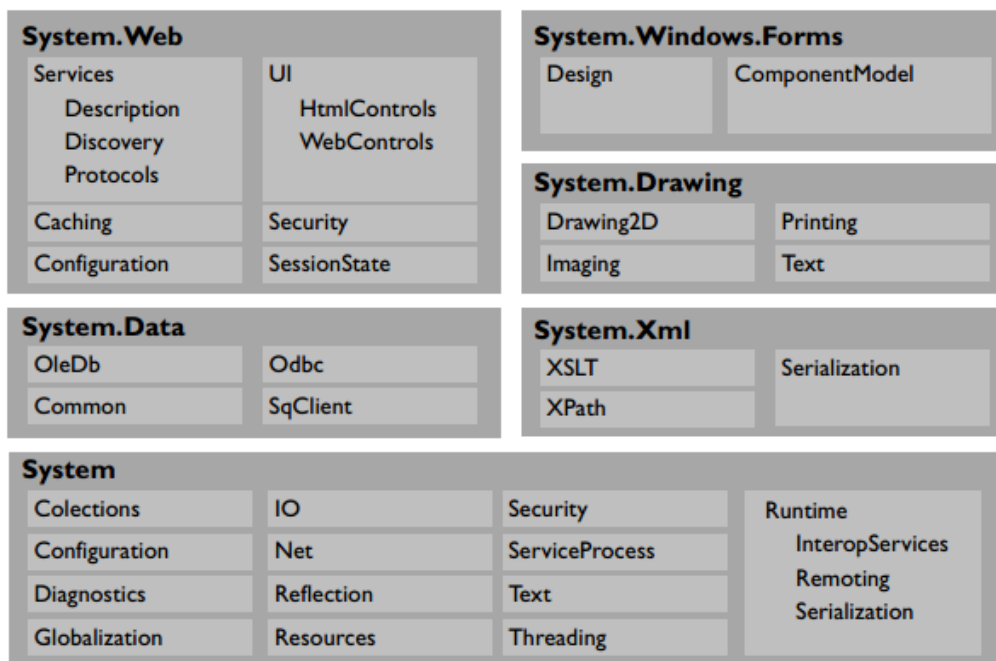 System.Web
Services
Description
Discovery
Protocols
UI
HtmlControls
WebControls
Caching
Security
Configuration
SessionState
System.Windows.Forms
Design
ComponentModel
System.Drawing
Drawing2D
Printing
Imaging
Text
System.Data
OleDb
Odbc
Common
SqClient
System.Xml
XSLT
Serialization
XPath
System
Colections
IO
Security
Configuration
Net
ServiceProcess
Diagnostics
Reflection
Text
Globalization
Resources
Threading
Runtime
InteropServices
Remoting
Serialization